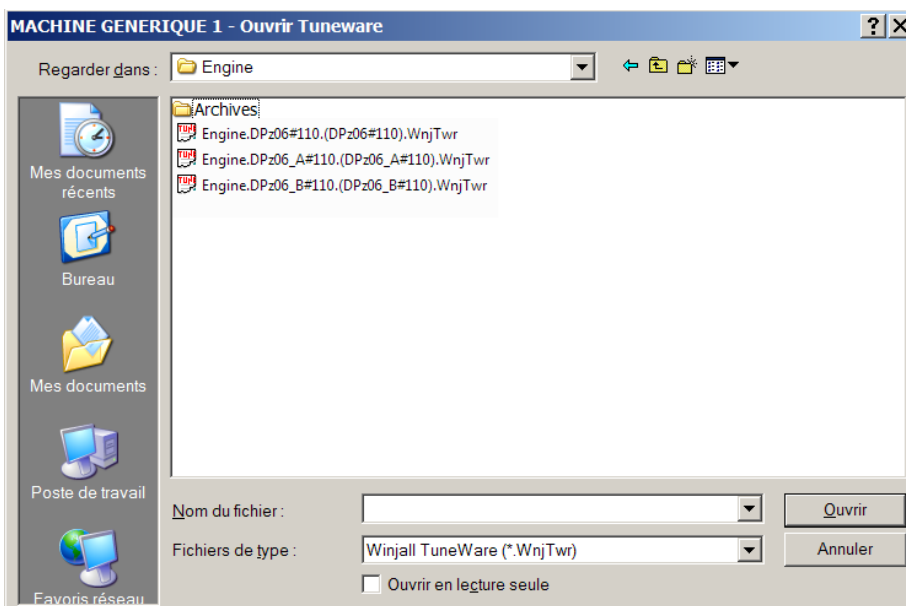 MACHINE GENERIQUE 1 - Ouvrir Tuneware
Regarder dans :
Engine
Archives
Engine.DPz06#110.(DPz06#110).WnjTwr
Engine.DPz06_A#110.(DPz06_A#110).WnjTwr
Engine.DPz06_B#110.(DPz06_B#110).WnjTwr
Mes documents
récents
Bureau
Mes documents
Poste de travail
Favoris réseau
Nom du fichier :
Ouvrir
Fichiers de type :
Winjall TuneWare (*.WnjTwr)
Annuler
Ouvrir en lecture seule